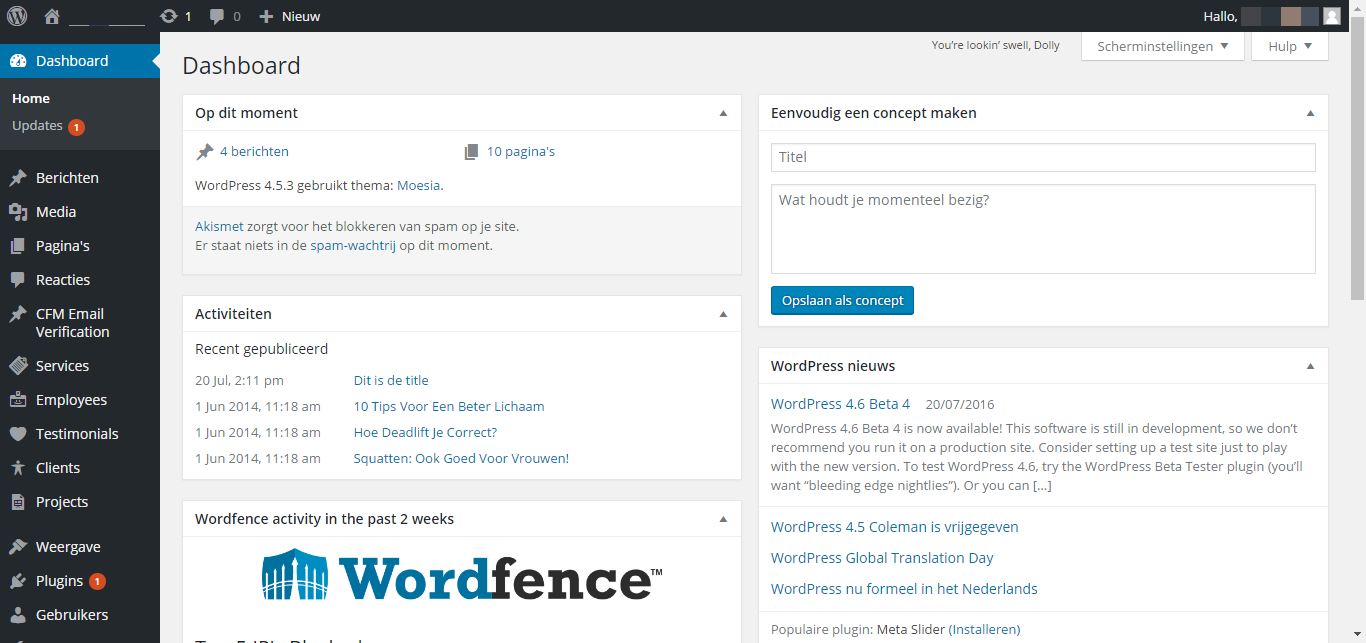 1
0
Nieuw
Hallo,
Dashboard
Home
Updates 1
Berichten
Media
Pagina's
Reacties
CFM Email
Verification
Services
Employees
Testimonials
Clients
Projects
Weergave
Plugins 1
Gebruikers
You're lookin' swell, Dolly
Scherminstellingen
Hulp
Dashboard
Op dit moment
4 berichten
10 pagina's
WordPress 4.5.3 gebruikt thema: Moesia.
Akismet zorgt voor het blokkeren van spam op je site.
Er staat niets in de spam-wachtrij op dit moment.
Activiteiten
Recent gepubliceerd
20 Jul, 2:11 pm Dit is de title
1 Jun 2014, 11:18 am 10 Tips Voor Een Beter Lichaam
1 Jun 2014, 11:18 am Hoe Deadlift Je Correct?
1 Jun 2014, 11:18 am Squatten: Ook Goed Voor Vrouwen!
Wordfence activity in the past 2 weeks
Wordfence™
Eenvoudig een concept maken
Titel
Wat houdt je momenteel bezig?
Opslaan als concept
WordPress nieuws
WordPress 4.6 Beta 4 20/07/2016
WordPress 4.6 Beta 4 is now available! This software is still in development, so we don't
recommend you run it on a production site. Consider setting up a test site just to play
with the new version. To test WordPress 4.6, try the WordPress Beta Tester plugin (you'll
want “bleeding edge nightlies”). Or you can […]
WordPress 4.5 Coleman is vrijgegeven
WordPress Global Translation Day
WordPress nu formeel in het Nederlands
Populaire plugin: Meta Slider (Installeren)